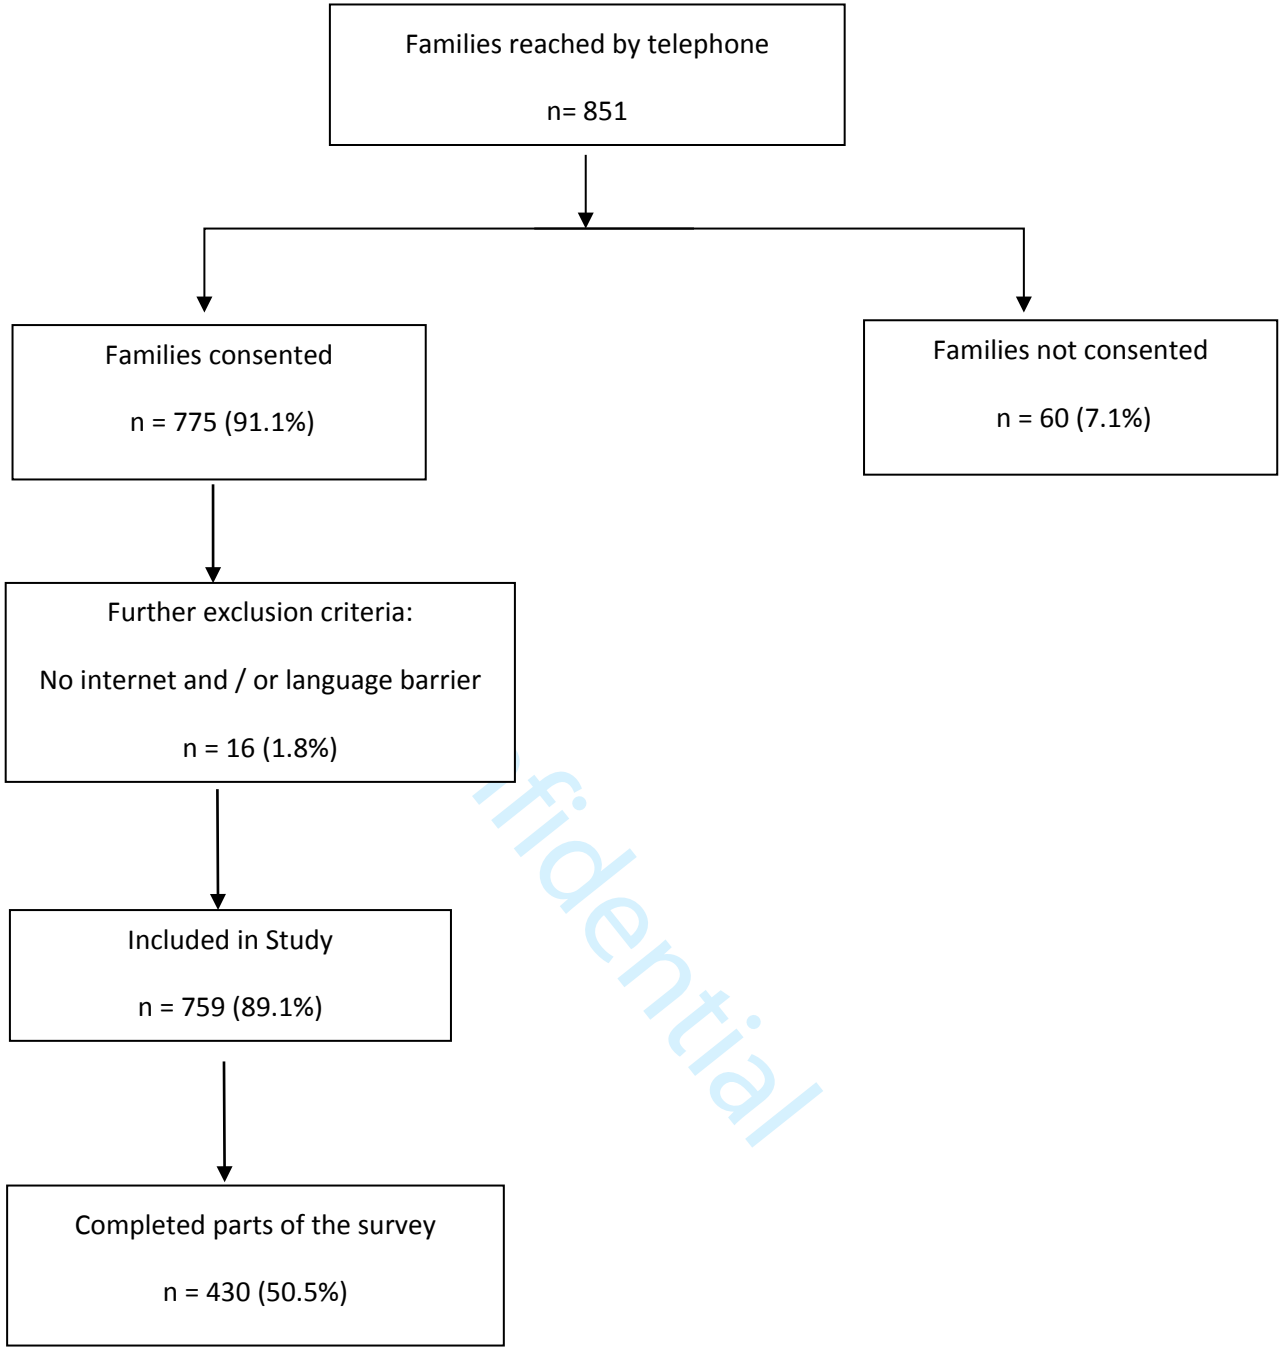 Families reached by telephone
n= 851
Families consented
n = 775 (91.1%)
Families not consented
n = 60 (7.1%)
Further exclusion criteria:
No internet and / or language barrier
n = 16 (1.8%)
Included in Study
n = 759 (89.1%)
Completed parts of the survey
n = 430 (50.5%)